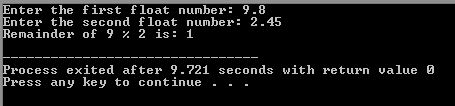 Enter the first float number: 9.8
Enter the second float number: 2.45
Remainder of 9 % 2 is: 1
--------------------------------
Process exited after 9.721 seconds with return value 0
Press any key to continue . . .